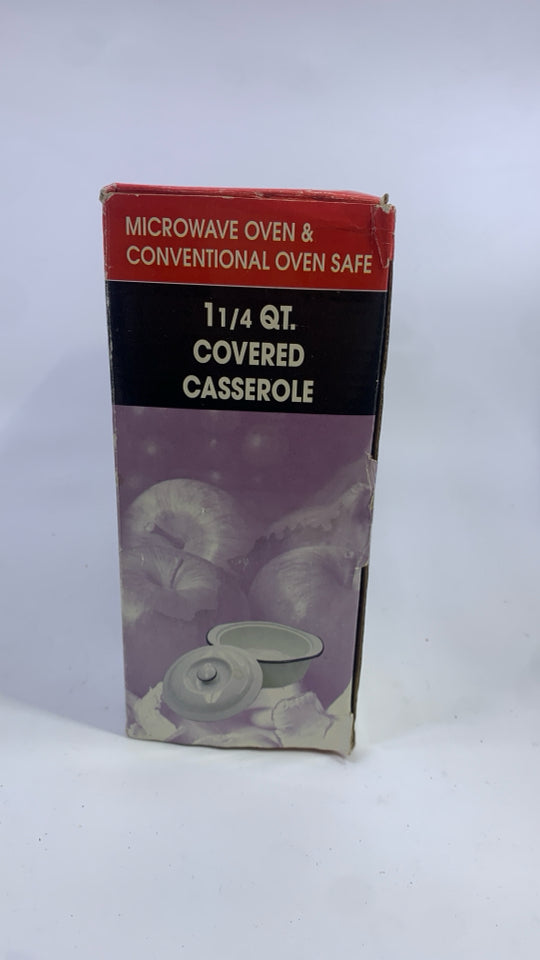 MICROWAVE OVEN &
CONVENTIONAL OVEN SAFE
1 1/4 QT.
COVERED
CASSEROLE